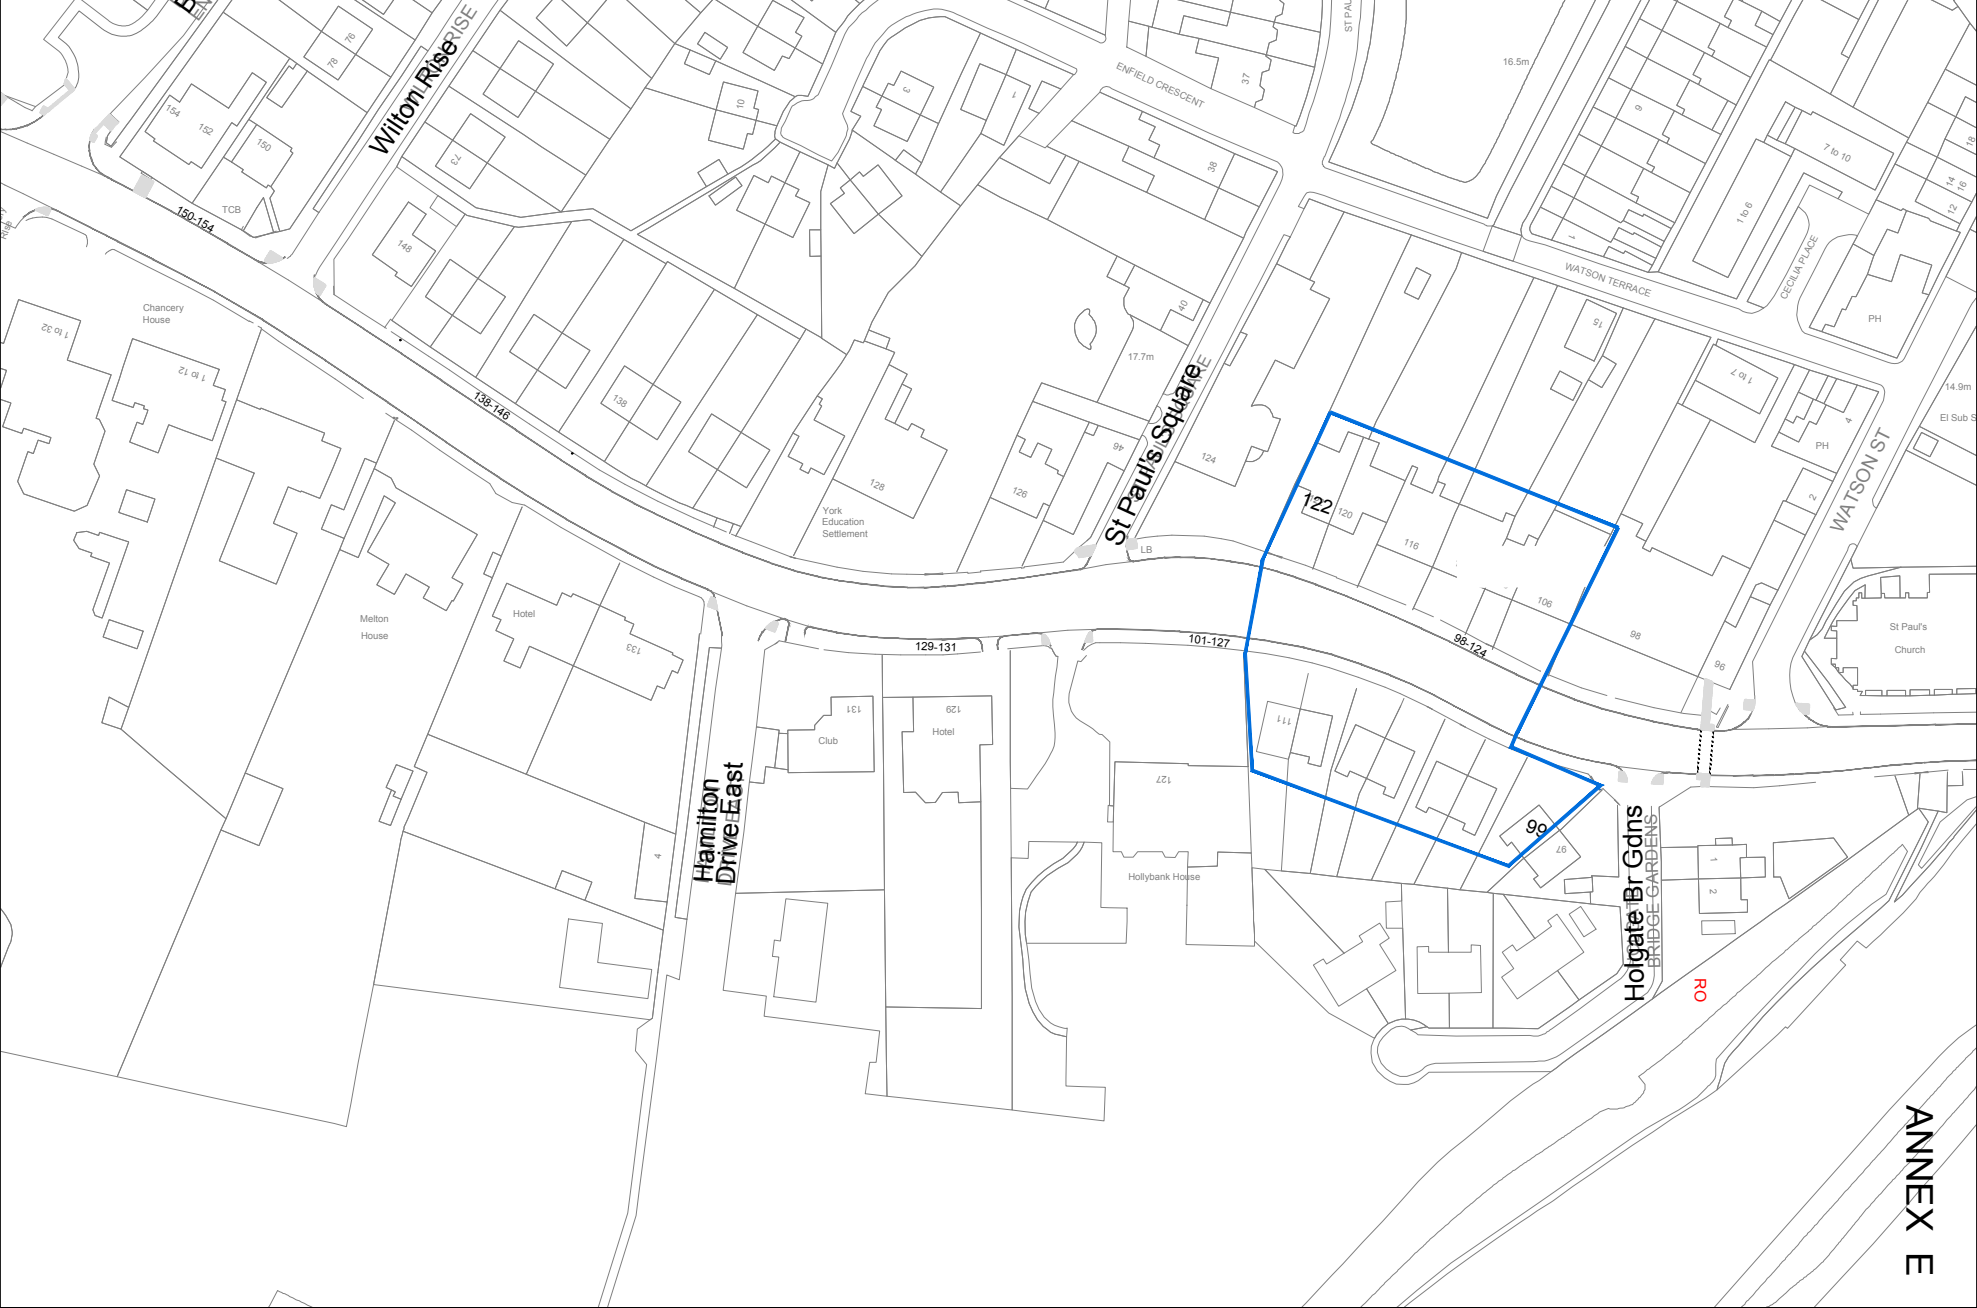 Wilton Rise
WILTON RISE
76
78
154
152
150
TCB
150-154
73
10
3
1
ENFIELD CRESCENT
37
38
ST PAU
16.5m
9
7 to 10
1 to 6
18
14
16
12
CECILIA PLACE
WATSON TERRACE
1
PH
148
Chancery
House
1 to 32
1 to 12
138-146
138
128
York
Education
Settlement
126
46
40
17.7m
St Paul's Square
124
LB
122
120
116
106
98
96
98-124
15
1 to 7
PH
4
2
14.9m
El Sub S
WATSON ST
St Paul's
Church
Melton
House
Hotel
133
129-131
101-127
131
Club
129
Hotel
127
Hollybank House
111
99
97
Hamilton
Drive East
4
Holgate Br Gdns
BRIDGE GARDENS
1
2
RO
ANNEX E